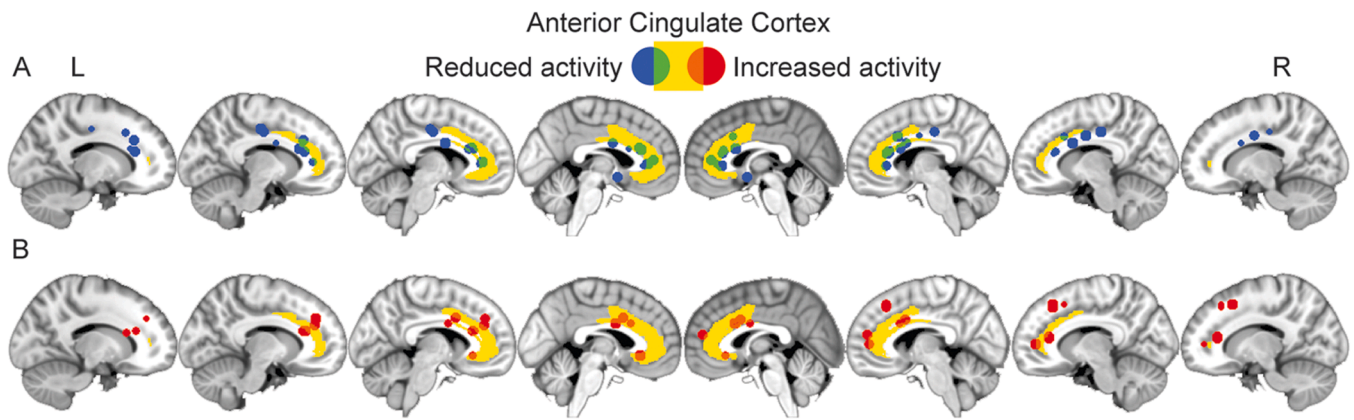 Anterior Cingulate Cortex
A L Reduced activity Increased activity R
B